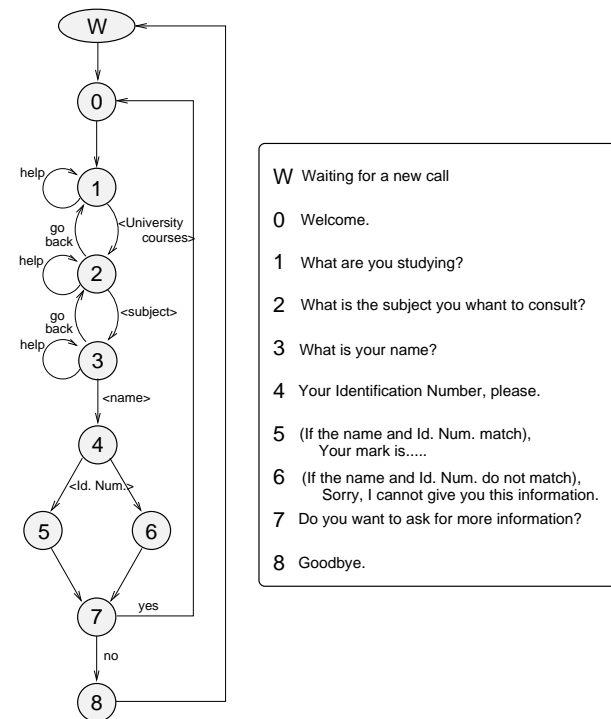 W
0
help
1
go
back
<University
courses>
help
2
go
back
<subject>
help
3
<name>
4
<Id. Num.>
5
6
7
yes
no
8
W Waiting for a new call
0 Welcome.
1 What are you studying?
2 What is the subject you whant to consult?
3 What is your name?
4 Your Identification Number, please.
5 (If the name and Id. Num. match),
Your mark is.....
6 (If the name and Id. Num. do not match),
Sorry, I cannot give you this information.
7 Do you want to ask for more information?
8 Goodbye.